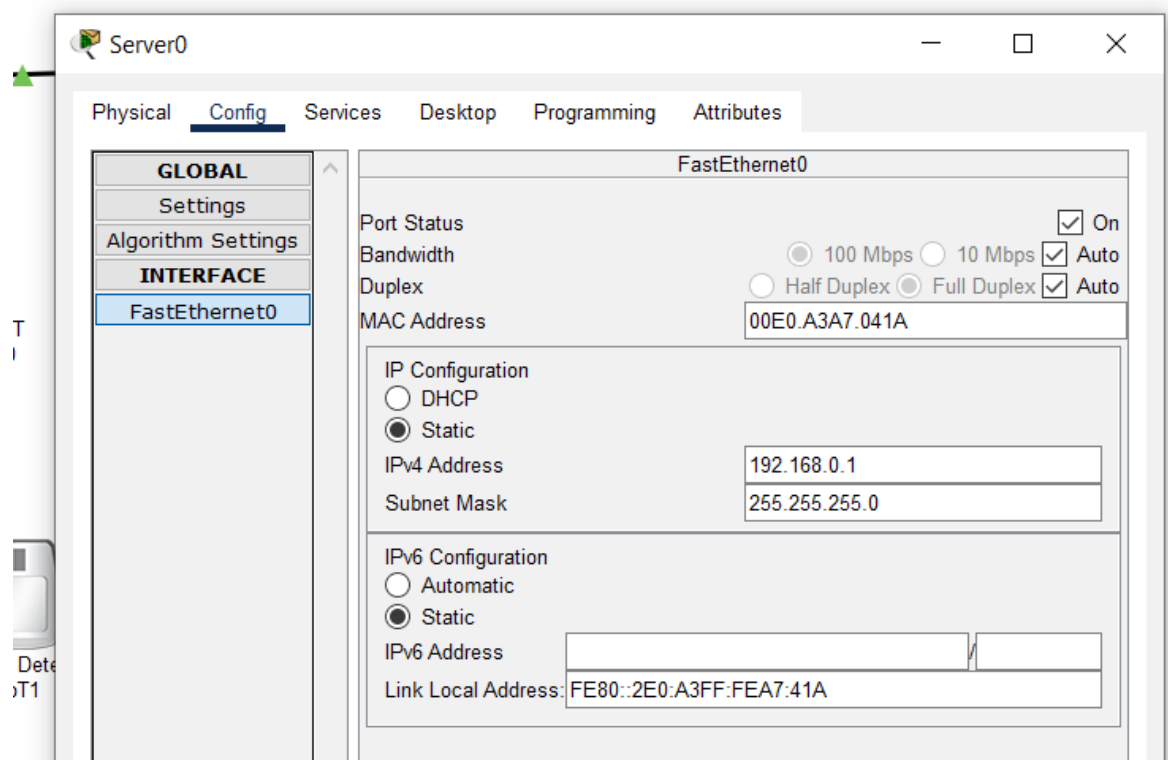 Server0
Physical Config Services Desktop Programming Attributes
GLOBAL
Settings
Algorithm Settings
INTERFACE
FastEthernet0
FastEthernet0
Port Status On
Bandwidth 100 Mbps 10 Mbps Auto
Duplex Half Duplex Full Duplex Auto
MAC Address 00E0.A3A7.041A
IP Configuration
DHCP
Static
IPv4 Address 192.168.0.1
Subnet Mask 255.255.255.0
IPv6 Configuration
Automatic
Static
IPv6 Address /
Link Local Address: FE80::2E0:A3FF:FEA7:41A
T
Dete
T1